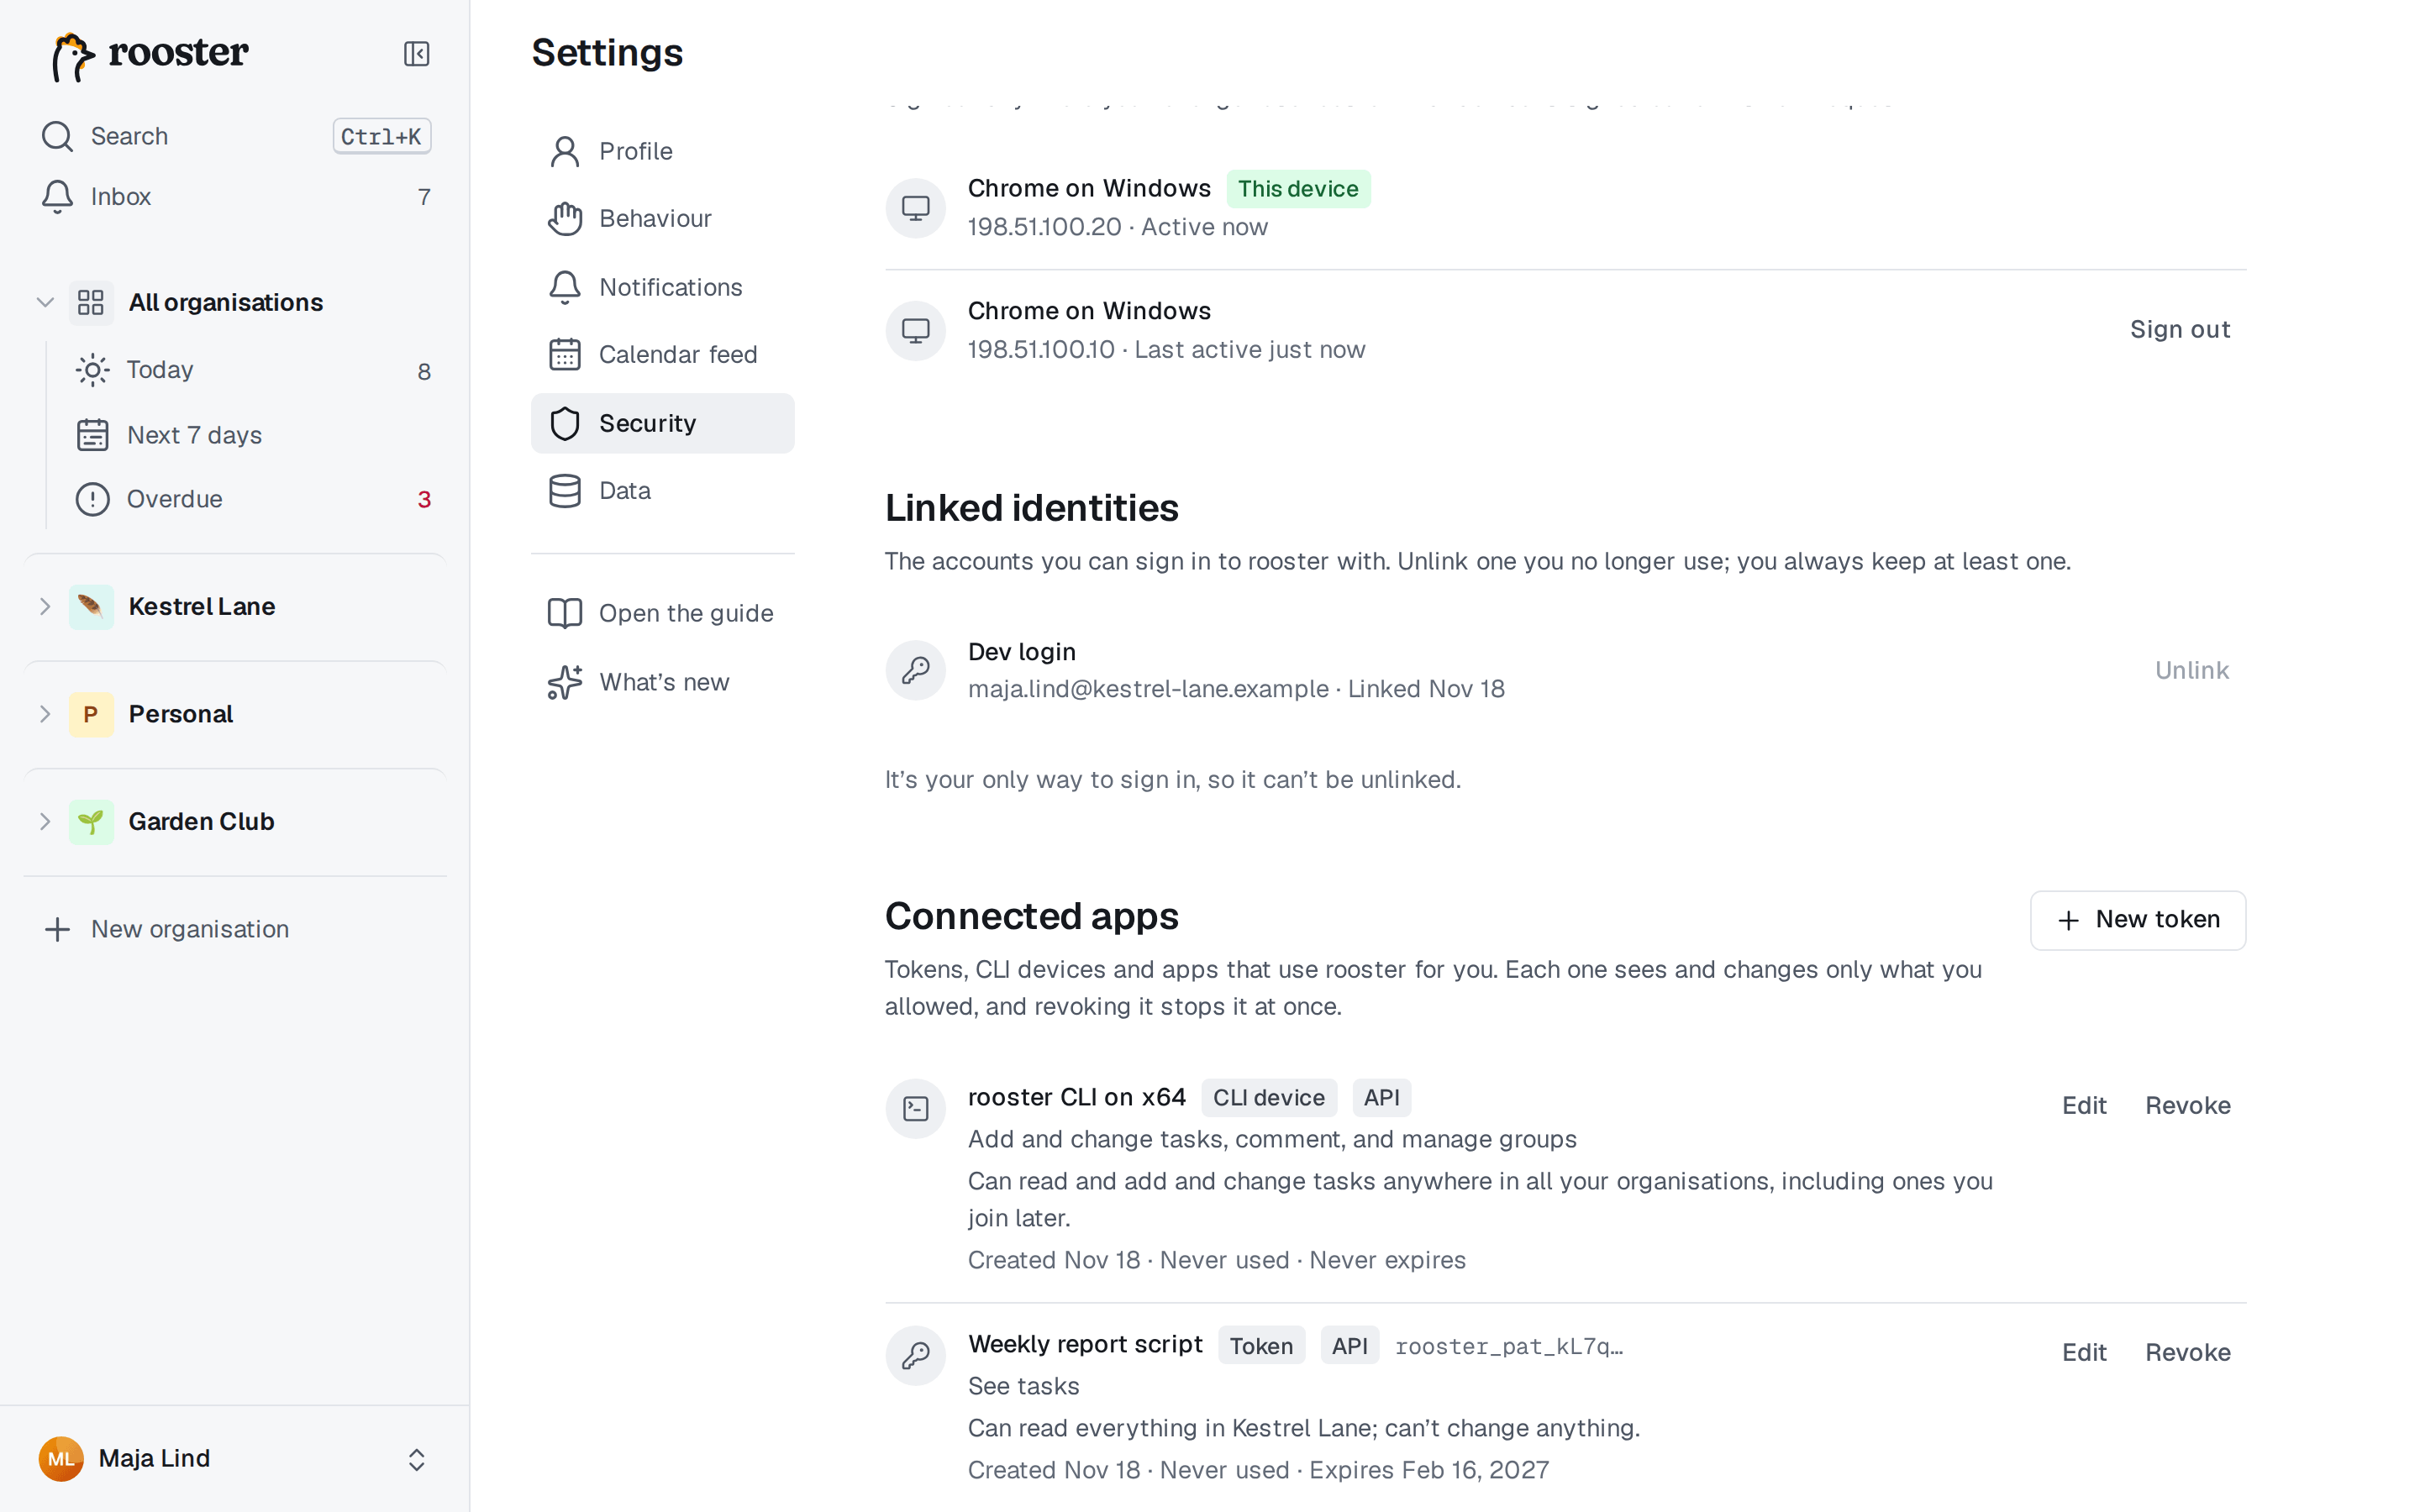 rooster
Search
Ctrl+K
Inbox
7
All organisations
Today
8
Next 7 days
Overdue
3
Kestrel Lane
P
Personal
Garden Club
New organisation
ML
Maja Lind
Settings
Profile
Behaviour
Notifications
Calendar feed
Security
Data
Open the guide
What’s new
Chrome on Windows
This device
198.51.100.20 · Active now
Chrome on Windows
198.51.100.10 · Last active just now
Sign out
Linked identities
The accounts you can sign in to rooster with. Unlink one you no longer use; you always keep at least one.
Dev login
maja.lind@kestrel-lane.example · Linked Nov 18
Unlink
It’s your only way to sign in, so it can’t be unlinked.
Connected apps
New token
Tokens, CLI devices and apps that use rooster for you. Each one sees and changes only what you
allowed, and revoking it stops it at once.
rooster CLI on x64
CLI device
API
Edit
Revoke
Add and change tasks, comment, and manage groups
Can read and add and change tasks anywhere in all your organisations, including ones you
join later.
Created Nov 18 · Never used · Never expires
Weekly report script
Token
API
rooster_pat_kL7q…
Edit
Revoke
See tasks
Can read everything in Kestrel Lane; can’t change anything.
Created Nov 18 · Never used · Expires Feb 16, 2027